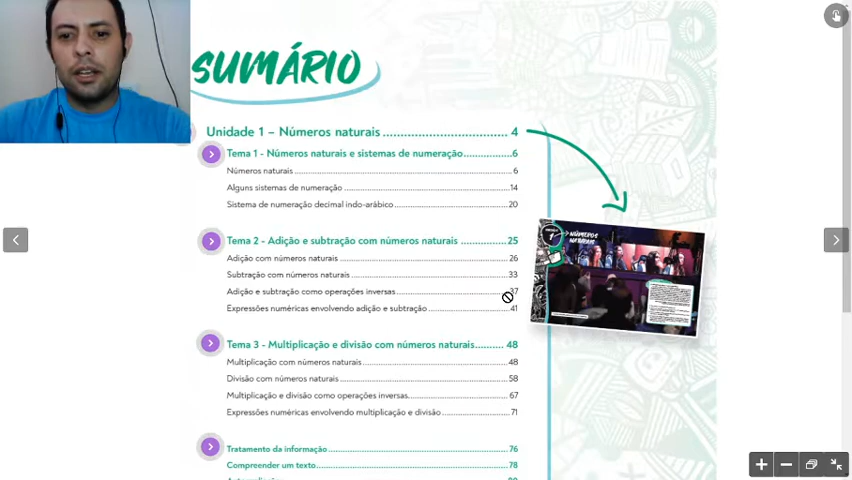 SUMÁRIO
Unidade 1 – Números naturais .................................. 4
Tema 1 - Números naturais e sistemas de numeração.................6
Números naturais ........................................................ 6
Alguns sistemas de numeração ............................................ 14
Sistema de numeração decimal indo-arábico ............................... 20
Tema 2 - Adição e subtração com números naturais ................25
Adição com números naturais ............................................. 26
Subtração com números naturais .......................................... 33
Adição e subtração como operações inversas .............................. 37
Expressões numéricas envolvendo adição e subtração ...................... 41
Tema 3 - Multiplicação e divisão com números naturais.......... 48
Multiplicação com números naturais ...................................... 48
Divisão com números naturais ............................................ 58
Multiplicação e divisão como operações inversas.......................... 67
Expressões numéricas envolvendo multiplicação e divisão ................. 71
Tratamento da informação ................................................ 76
Compreender um texto .................................................... 78
1
NÚMEROS
NATURAIS